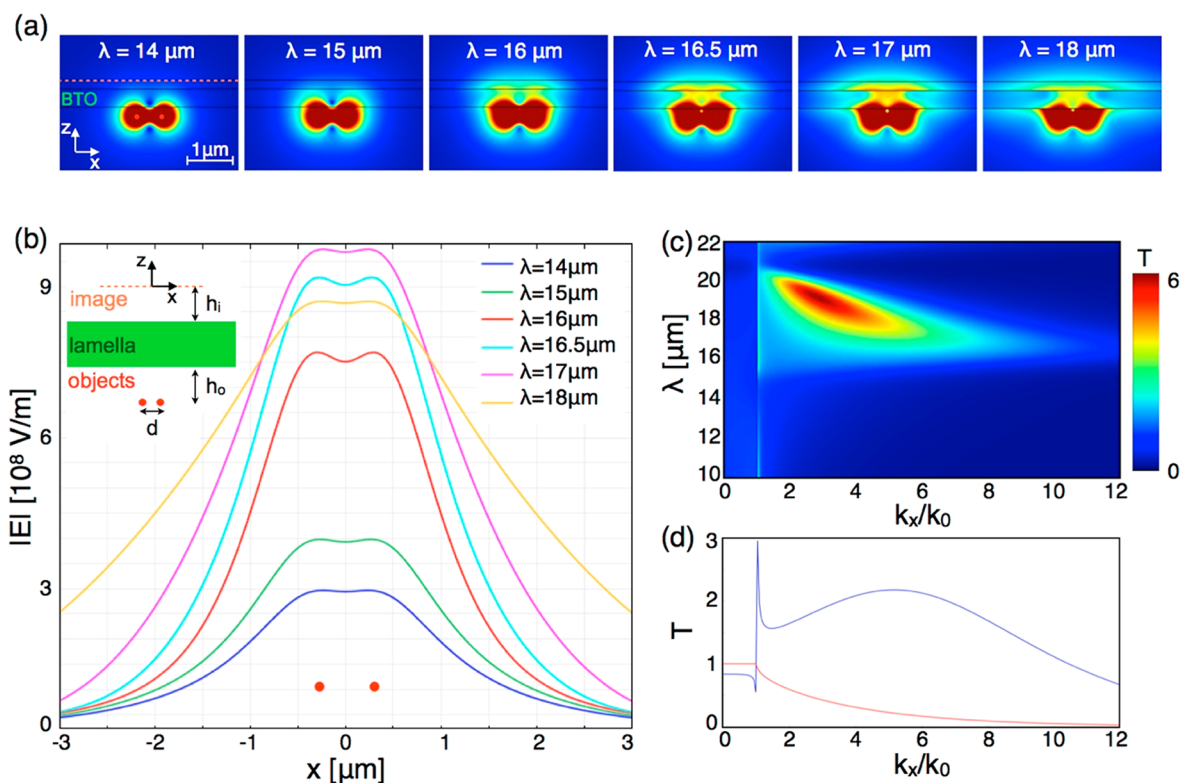 (a)
λ = 14 μm
λ = 15 μm
λ = 16 μm
λ = 16.5μm
λ = 17 μm
λ = 18 μm
BTO
z
x
1μm
(b)
|E| [10⁸ V/m]
9
6
3
0
-3
-2
-1
0
1
2
3
x [μm]
z
x
image
hᵢ
lamella
objects
hₒ
d
λ=14μm
λ=15μm
λ=16μm
λ=16.5μm
λ=17μm
λ=18μm
(c)
λ [μm]
22
20
18
16
14
12
10
0
2
4
6
8
10
12
kₓ/k₀
T
6
0
(d)
T
3
2
1
0
0
2
4
6
8
10
12
kₓ/k₀